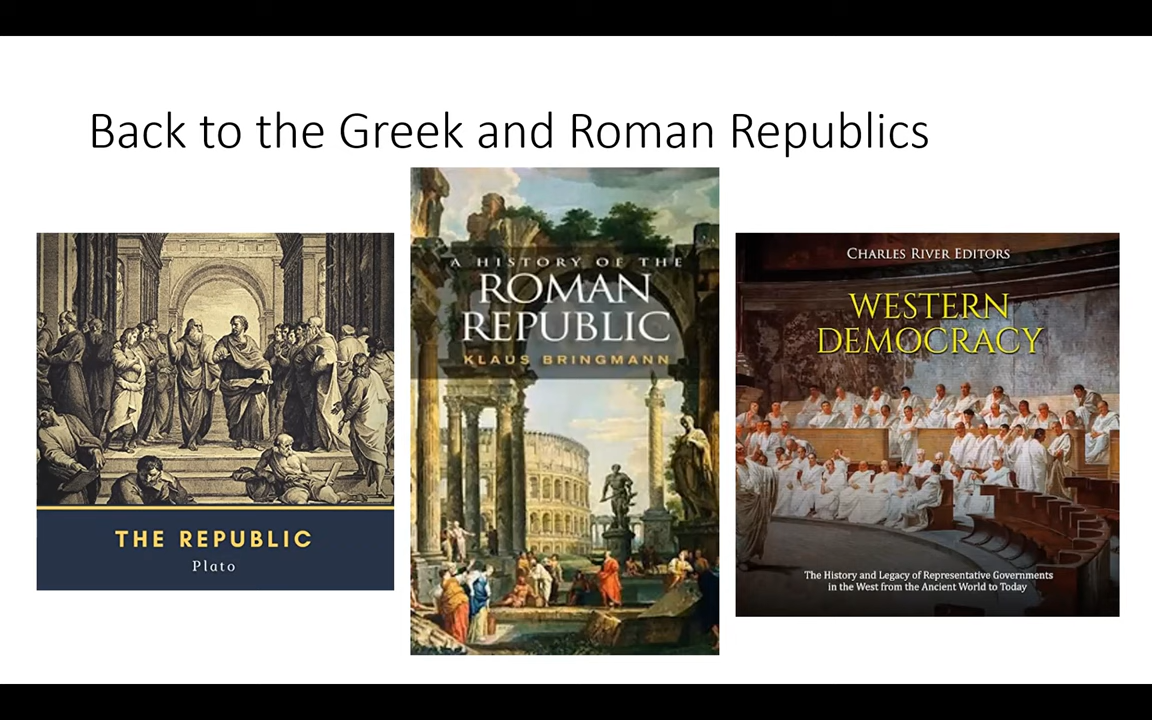 Back to the Greek and Roman Republics
THE REPUBLIC
Plato
A HISTORY OF THE
ROMAN
REPUBLIC
KLAUS BRINGMANN
CHARLES RIVER EDITORS
WESTERN
DEMOCRACY
The History and Legacy of Representative Governments
in the West from the Ancient World to Today